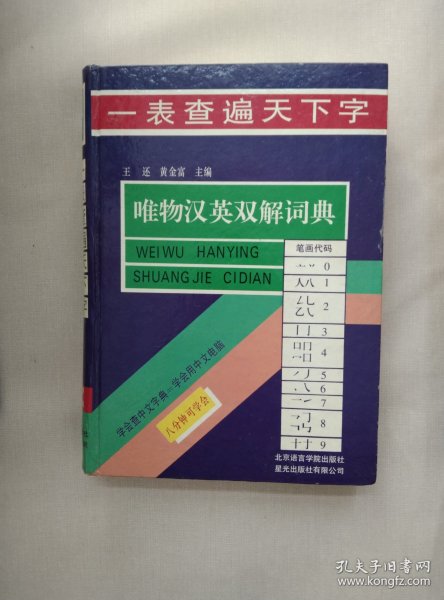 一表查遍天下字
王还 黄金富 主编
唯物汉英双解词典
WEIWU HANYING
SHUANGJIE CIDIAN
笔画代码
0
1
2
3
4
5
6
7
8
9
学会查中文字典=学会用中文电脑
八分钟可学会
北京语言学院出版社
星光出版社有限公司
孔夫子旧书网
www.kongfz.com